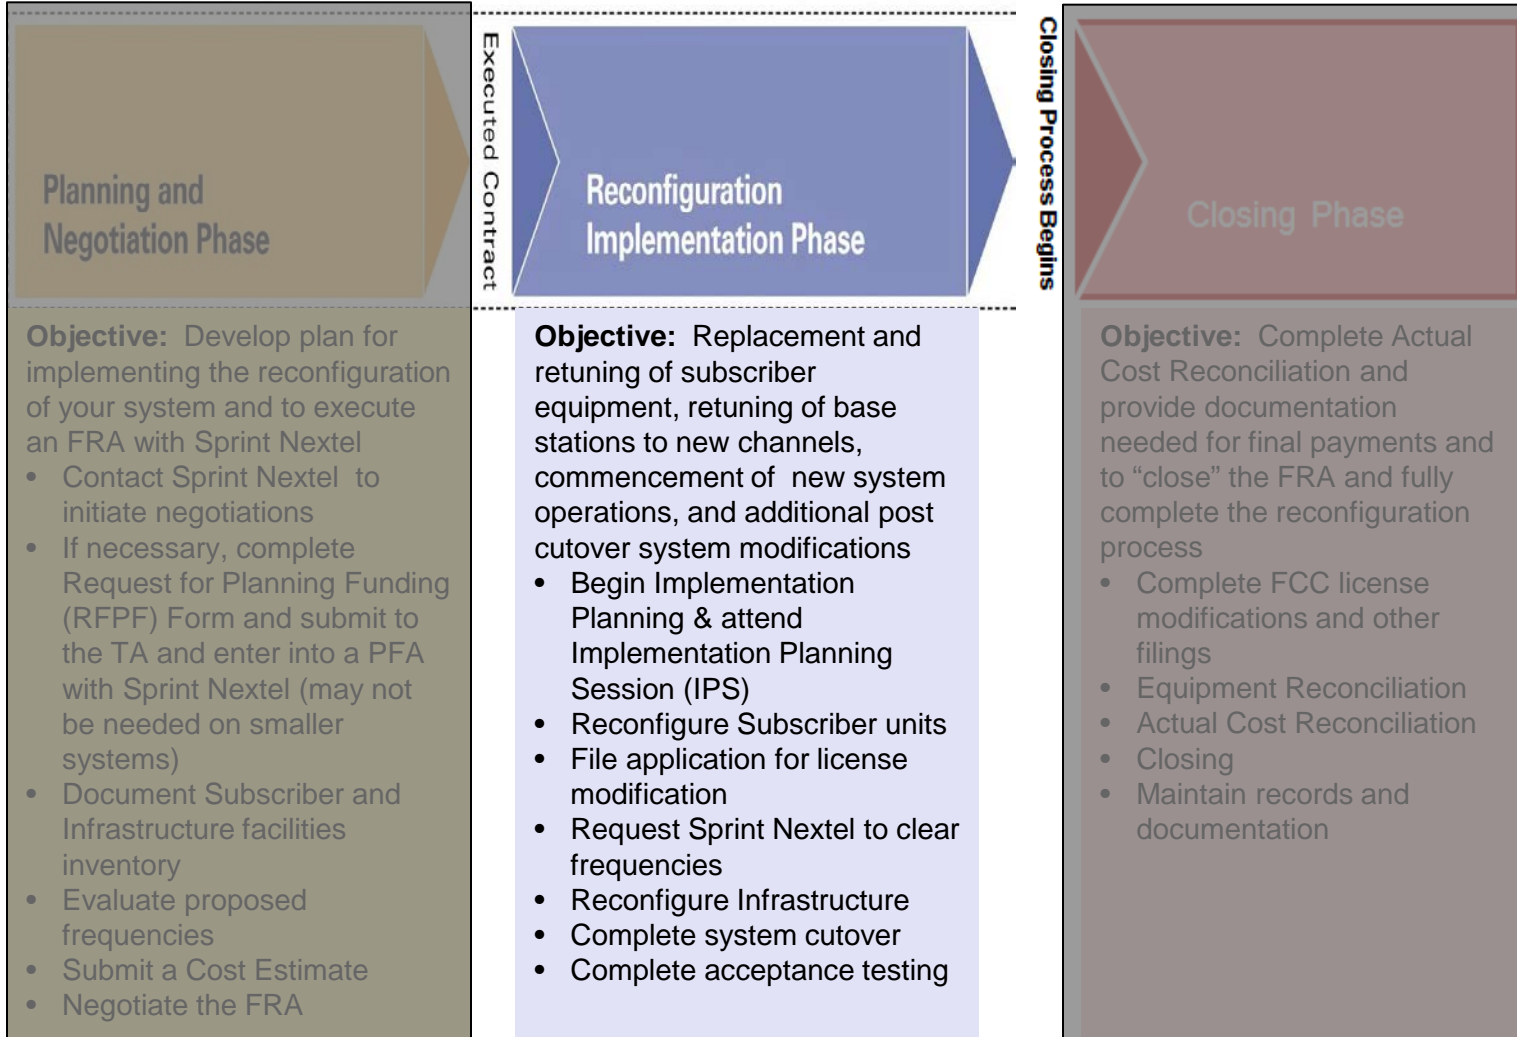 Planning and
Negotiation Phase
Executed Contract
Reconfiguration
Implementation Phase
Closing Process Begins
Closing Phase
Objective: Develop plan for
implementing the reconfiguration
of your system and to execute
an FRA with Sprint Nextel
• Contact Sprint Nextel to
initiate negotiations
• If necessary, complete
Request for Planning Funding
(RFPF) Form and submit to
the TA and enter into a PFA
with Sprint Nextel (may not
be needed on smaller
systems)
• Document Subscriber and
Infrastructure facilities
inventory
• Evaluate proposed
frequencies
• Submit a Cost Estimate
• Negotiate the FRA
Objective: Replacement and
retuning of subscriber
equipment, retuning of base
stations to new channels,
commencement of new system
operations, and additional post
cutover system modifications
• Begin Implementation
Planning & attend
Implementation Planning
Session (IPS)
• Reconfigure Subscriber units
• File application for license
modification
• Request Sprint Nextel to clear
frequencies
• Reconfigure Infrastructure
• Complete system cutover
• Complete acceptance testing
Objective: Complete Actual
Cost Reconciliation and
provide documentation
needed for final payments and
to “close” the FRA and fully
complete the reconfiguration
process
• Complete FCC license
modifications and other
filings
• Equipment Reconciliation
• Actual Cost Reconciliation
• Closing
• Maintain records and
documentation